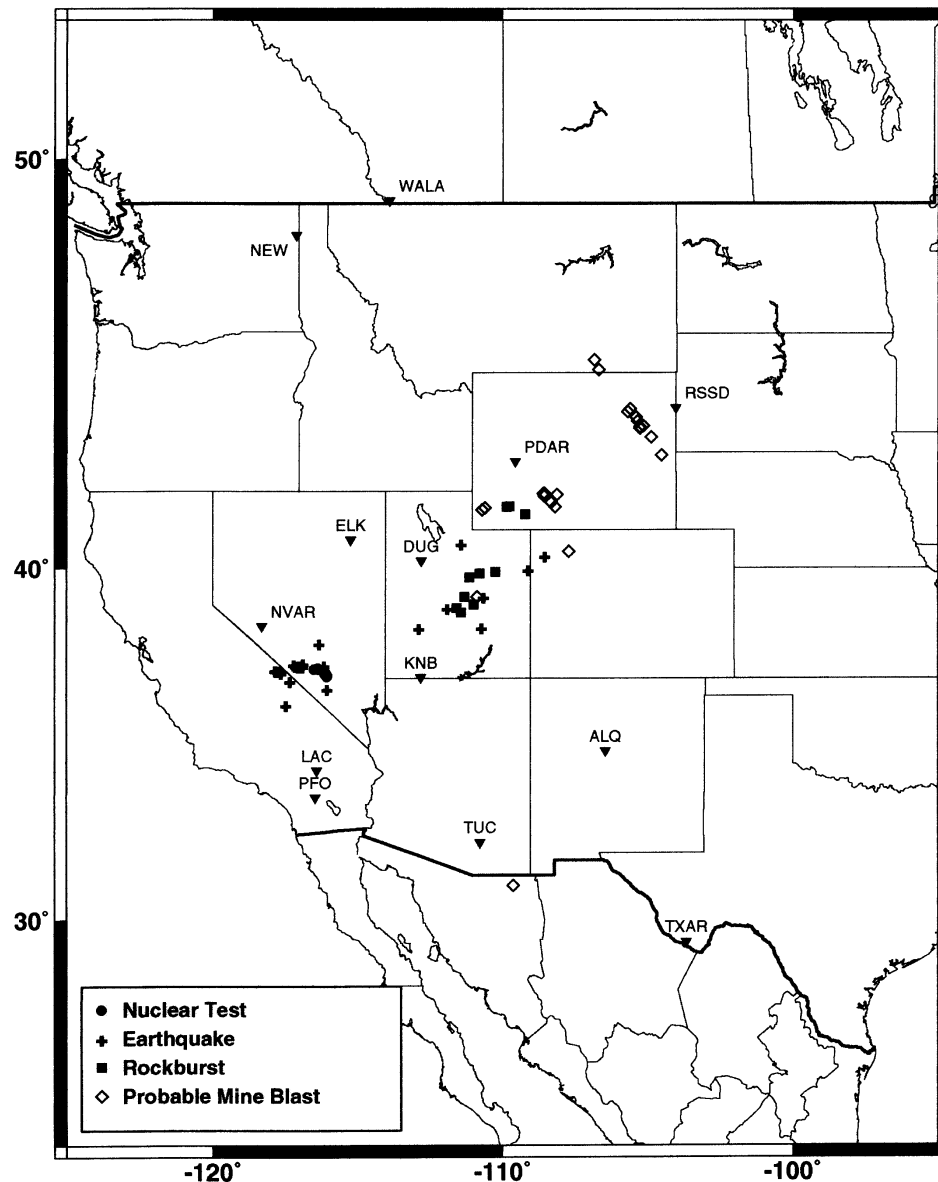 50°
WALA
NEW
RSSD
PDAR
ELK
DUG
40°
NVAR
KNB
ALQ
LAC
PFO
TUC
30°
TXAR
Nuclear Test
Earthquake
Rockburst
Probable Mine Blast
-120°
-110°
-100°